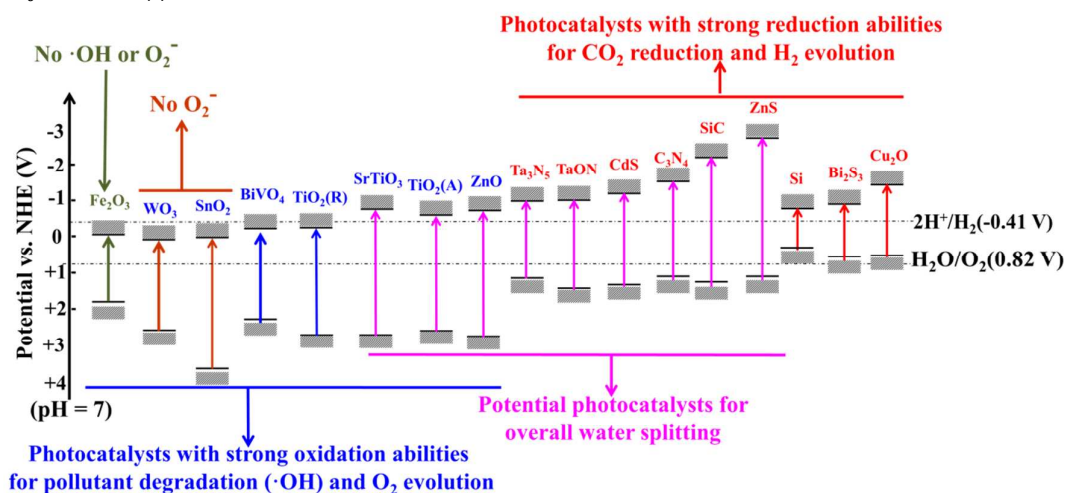 Photocatalysts with strong reduction abilities
for CO₂ reduction and H₂ evolution
No ·OH or O₂⁻
No O₂⁻
ZnS
SiC
Cu₂O
C₃N₄
CdS
TaON
Ta₃N₅
Bi₂S₃
Si
SrTiO₃
TiO₂(A)
ZnO
BiVO₄
TiO₂(R)
Fe₂O₃
WO₃
SnO₂
Potential vs. NHE (V)
-3
-2
-1
0
+1
+2
+3
+4
(pH = 7)
2H⁺/H₂(-0.41 V)
H₂O/O₂(0.82 V)
Potential photocatalysts for
overall water splitting
Photocatalysts with strong oxidation abilities
for pollutant degradation (·OH) and O₂ evolution